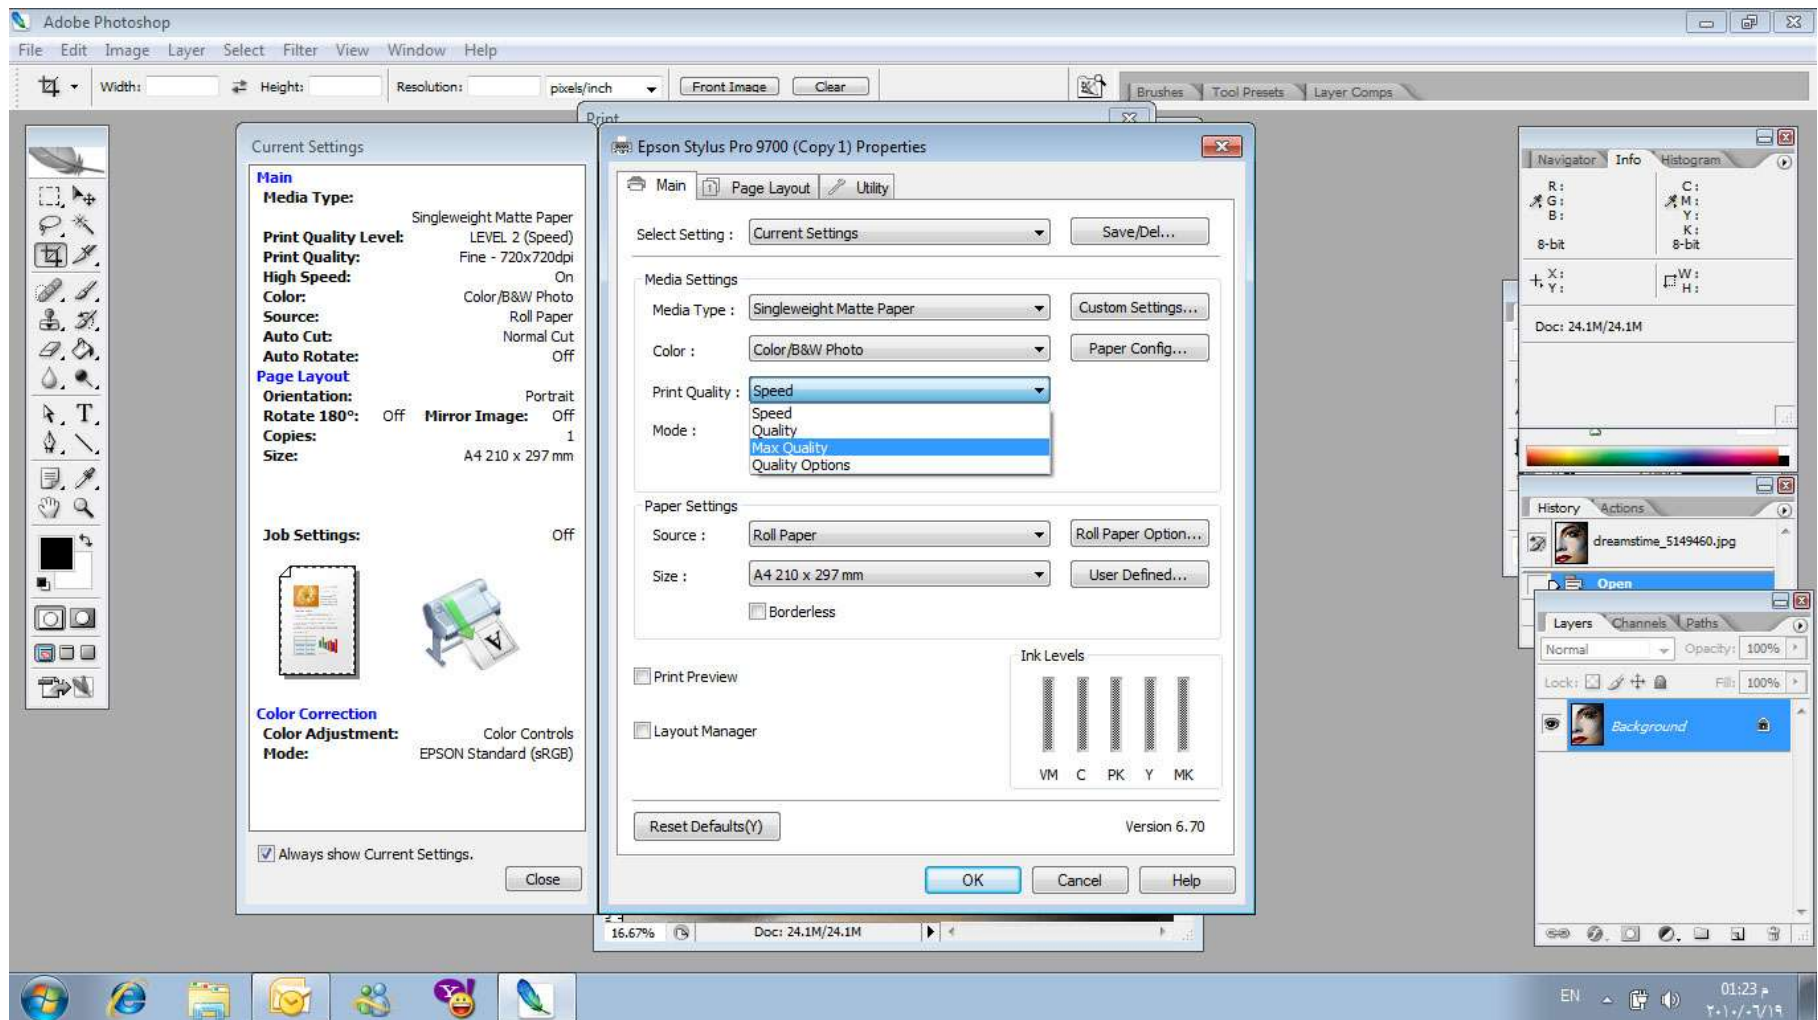 Adobe Photoshop
File Edit Image Layer Select Filter View Window Help
Width: Height: Resolution: pixels/inch Front Image Clear
Brushes Tool Presets Layer Comps
Print
Current Settings
Main
Media Type:
Singleweight Matte Paper
Print Quality Level: LEVEL 2 (Speed)
Print Quality: Fine - 720x720dpi
High Speed: On
Color: Color/B&W Photo
Source: Roll Paper
Auto Cut: Normal Cut
Auto Rotate: Off
Page Layout
Orientation: Portrait
Rotate 180°: Off Mirror Image: Off
Copies: 1
Size: A4 210 x 297 mm
Job Settings: Off
A
Color Correction
Color Adjustment: Color Controls
Mode: EPSON Standard (sRGB)
Always show Current Settings.
Close
Epson Stylus Pro 9700 (Copy 1) Properties
Main Page Layout Utility
Select Setting : Current Settings Save/Del...
Media Settings
Media Type : Singleweight Matte Paper Custom Settings...
Color : Color/B&W Photo Paper Config...
Print Quality : Speed
Speed
Quality
Mode :
Max Quality
Quality Options
Paper Settings
Source : Roll Paper Roll Paper Option...
Size : A4 210 x 297 mm User Defined...
Borderless
Print Preview
Layout Manager
Ink Levels
VM C PK Y MK
Reset Defaults(Y) Version 6.70
OK Cancel Help
16.67% Doc: 24.1M/24.1M
Navigator Info Histogram
R: C:
G: M:
B: Y:
K:
8-bit 8-bit
X: W:
Y: H:
Doc: 24.1M/24.1M
History Actions
dreamstime_5149460.jpg
Open
Layers Channels Paths
Normal Opacity: 100%
Lock: Fill: 100%
Background
EN
01:23 م
٢٠١٠/٠٦/١٩